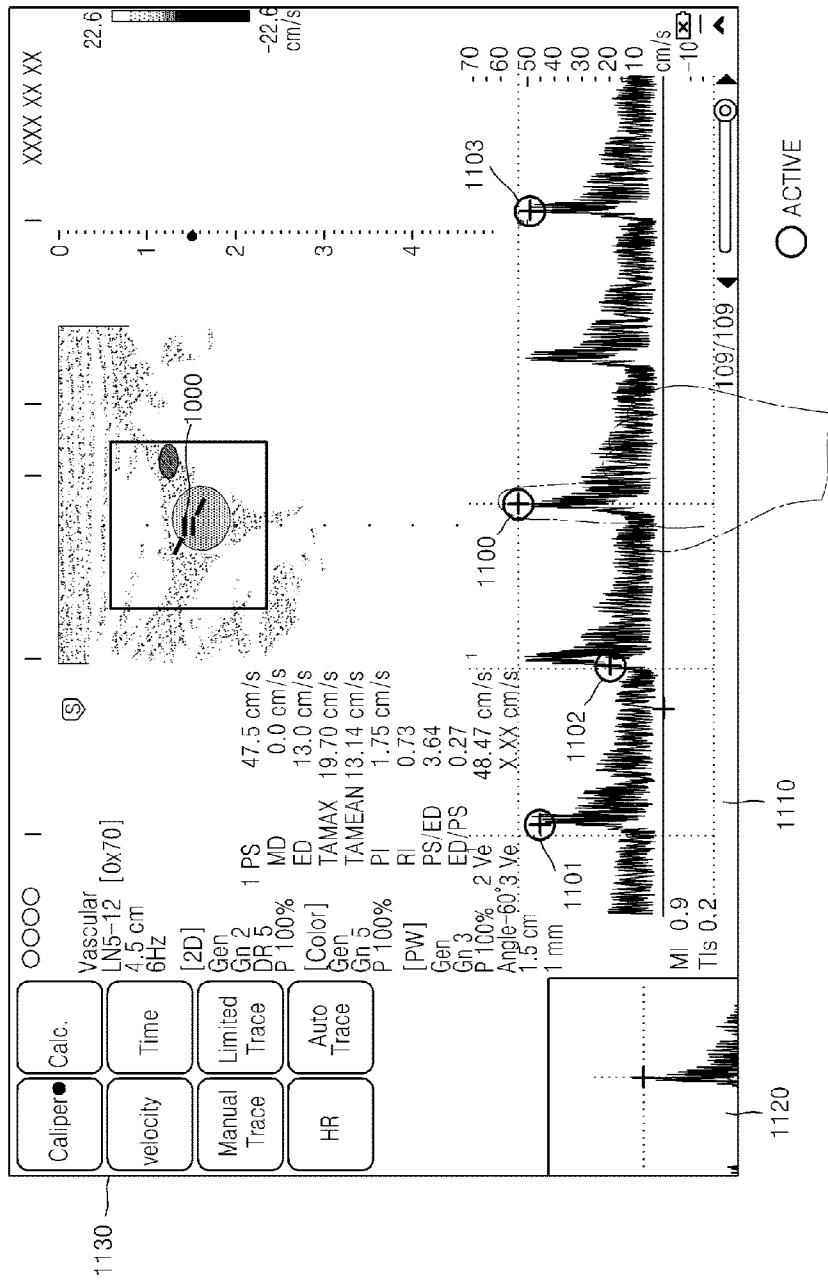 OOOO
XXXX XX XX
Caliper
Calc.
velocity
Time
Manual
Trace
Limited
Trace
HR
Auto
Trace
1130
Vascular
LN5-12 [0x70]
4.5 cm
6Hz
[2D]
Gen
Gn 2
DR 5
P 100%
[Color]
Gen
Gn 5
P 100%
[PW]
Gen
Gn 3
P 100%
Angle-60°
1.5 cm
1 mm
1 PS 47.5 cm/s
MD 0.0 cm/s
ED 13.0 cm/s
TAMAX 19.70 cm/s
TAMEAN 13.14 cm/s
PI 1.75 cm/s
RI 0.73
PS/ED 3.64
ED/PS 0.27
2 Ve 48.47 cm/s
3 Ve X.XX cm/s
S
1000
0
1
2
3
4
22.6
-22.6
cm/s
MI 0.9
TIs 0.2
1
1101
1102
1100
1103
70
60
50
40
30
20
10
cm/s
-10
109/109
1110
1120
ACTIVE